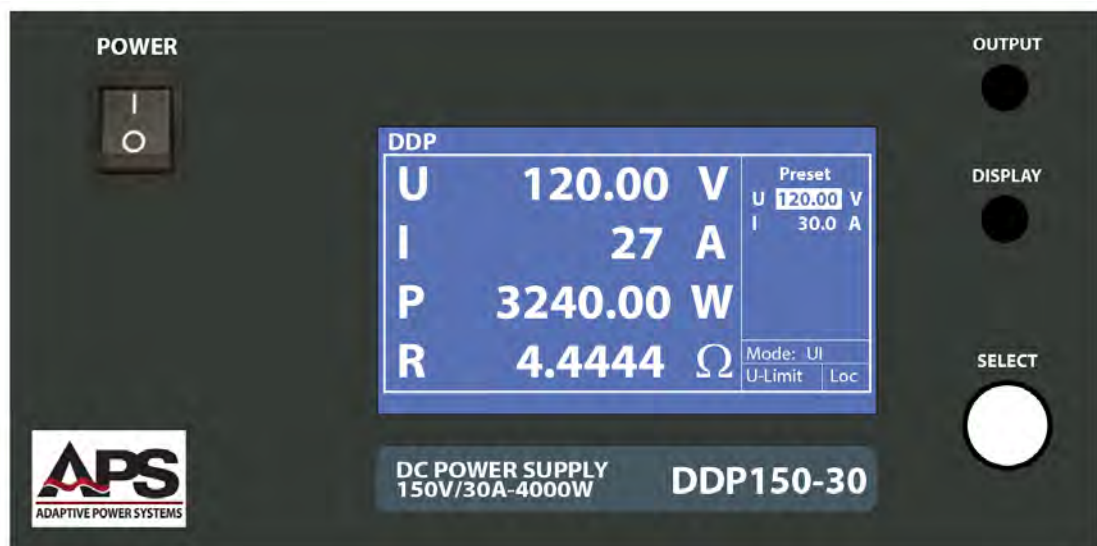 POWER
I
O
OUTPUT
DISPLAY
SELECT
DDP
U 120.00 V
I 27 A
P 3240.00 W
R 4.4444 Ω
Preset
U 120.00 V
I 30.0 A
Mode: UI
U-Limit Loc
APS
ADAPTIVE POWER SYSTEMS
DC POWER SUPPLY
150V/30A-4000W
DDP150-30